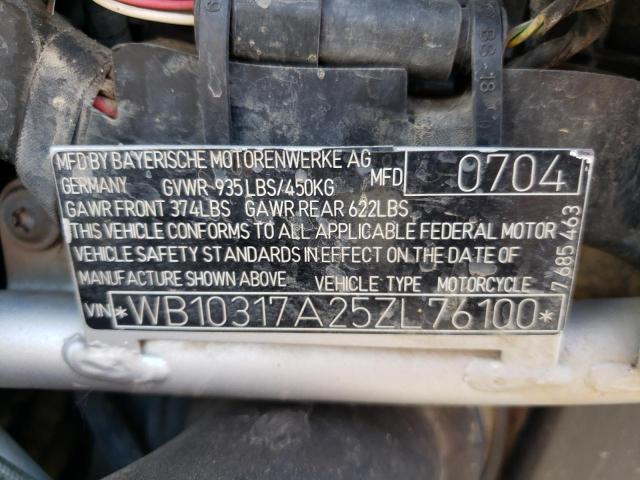 MFD BY BAYERISCHE MOTORENWERKE AG MFD 0704
GERMANY GVWR-935 LBS/450KG
GAWR FRONT 374LBS GAWR REAR 622LBS
THIS VEHICLE CONFORMS TO ALL APPLICABLE FEDERAL MOTOR
VEHICLE SAFETY STANDARDS IN EFFECT ON THE DATE OF
MANUFACTURE SHOWN ABOVE VEHICLE TYPE MOTORCYCLE
VIN *WB10317A25ZL76100*
7 685 463